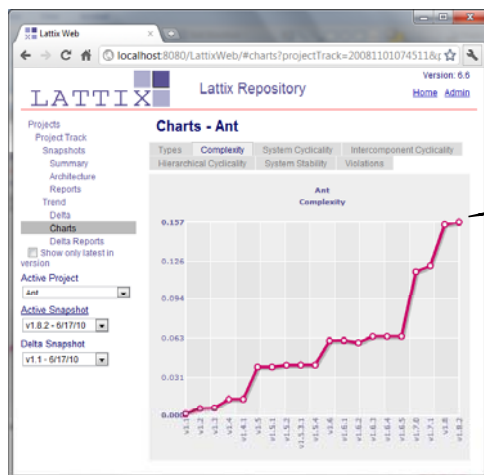 Lattix Web
localhost:8080/LattixWeb/#charts?projectTrack=20081101074511&
Version: 6.6
LATTIX
Lattix Repository
Home Admin
Projects
Project Track
Snapshots
Summary
Architecture
Reports
Trend
Delta
Charts
Delta Reports
Show only latest in
version
Active Project
Ant
Active Snapshot
v1.8.2 - 6/17/10
Delta Snapshot
v1.1 - 6/17/10
Charts - Ant
Types Complexity System Cyclicality Intercomponent Cyclicality
Hierarchical Cyclicality System Stability Violations
Ant
Complexity
0.157
0.126
0.094
0.063
0.031
0.000
v1.1 v1.2 v1.3 v1.4 v1.4.1 v1.5 v1.5.1 v1.5.2 v1.5.3.1 v1.5.4 v1.6 v1.6.1 v1.6.2 v1.6.3 v1.6.4 v1.6.5 v1.7.0 v1.7.1 v1.8 v1.8.2